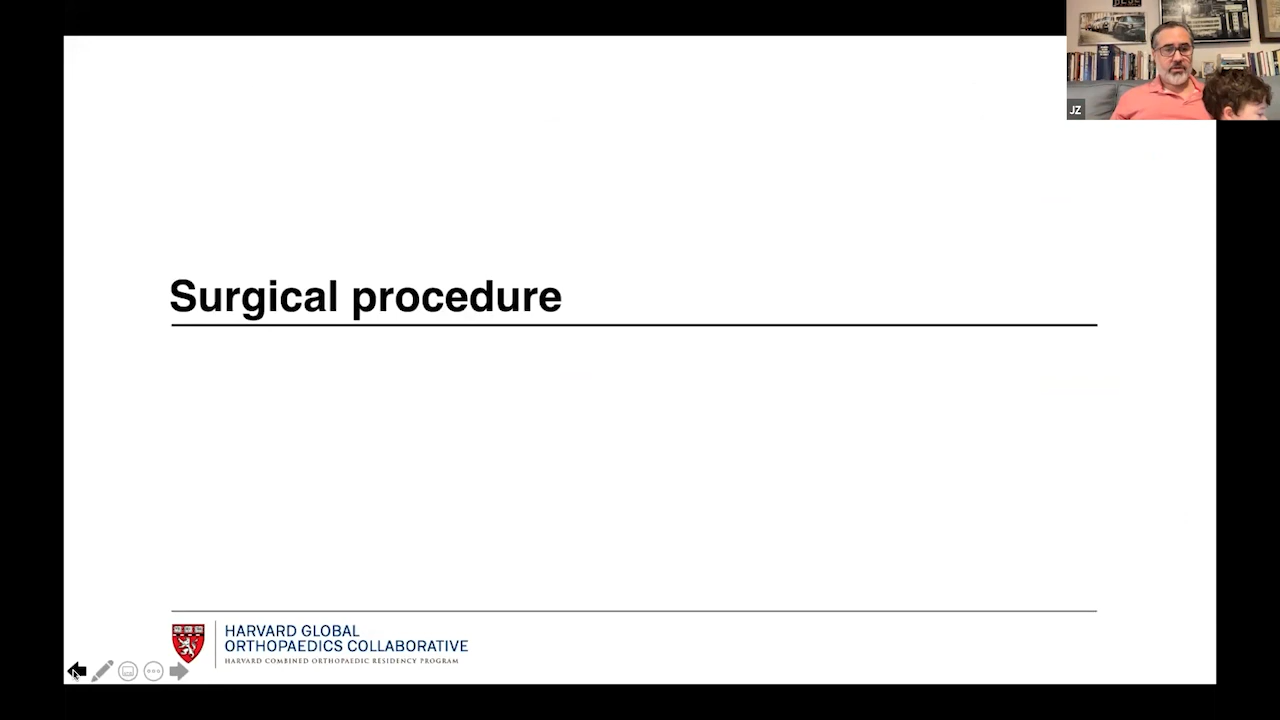 JZ
Surgical procedure
HARVARD GLOBAL
ORTHOPAEDICS COLLABORATIVE
HARVARD COMBINED ORTHOPAEDIC RESIDENCY PROGRAM